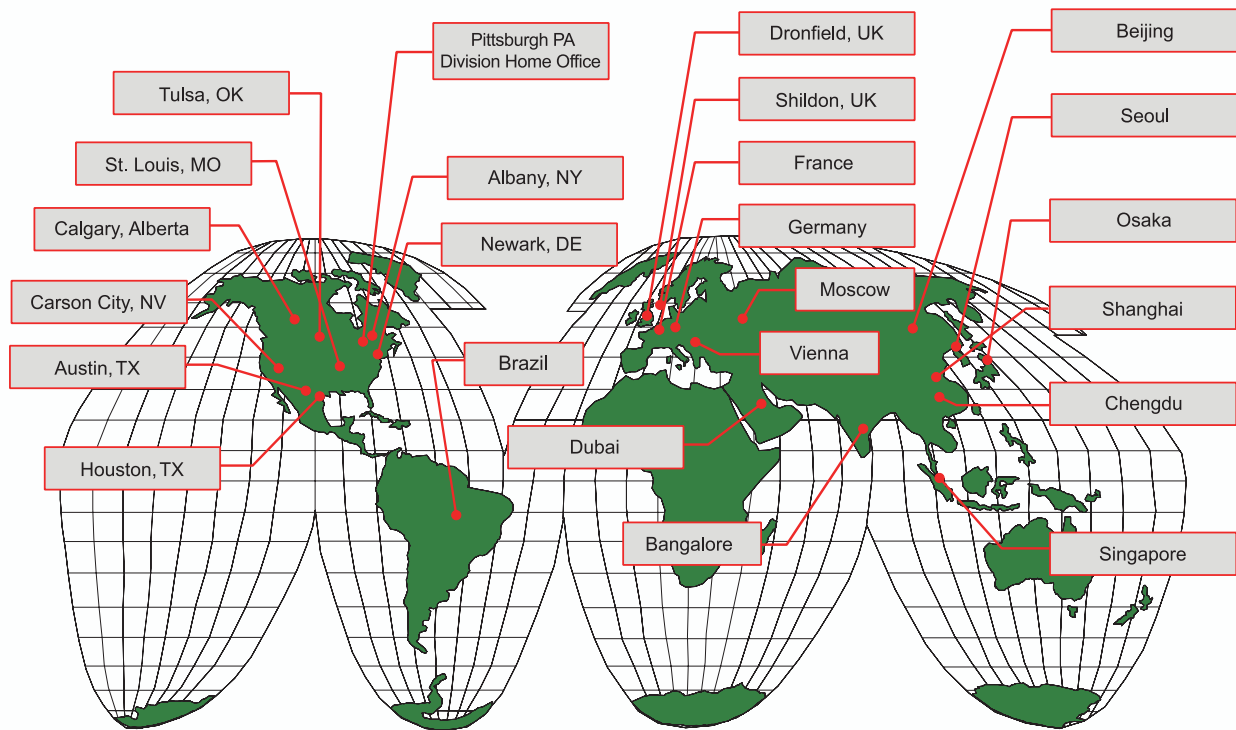 Pittsburgh PA
Division Home Office
Tulsa, OK
St. Louis, MO
Albany, NY
Calgary, Alberta
Newark, DE
Carson City, NV
Austin, TX
Brazil
Houston, TX
Dronfield, UK
Beijing
Shildon, UK
Seoul
France
Germany
Osaka
Moscow
Shanghai
Vienna
Chengdu
Dubai
Bangalore
Singapore